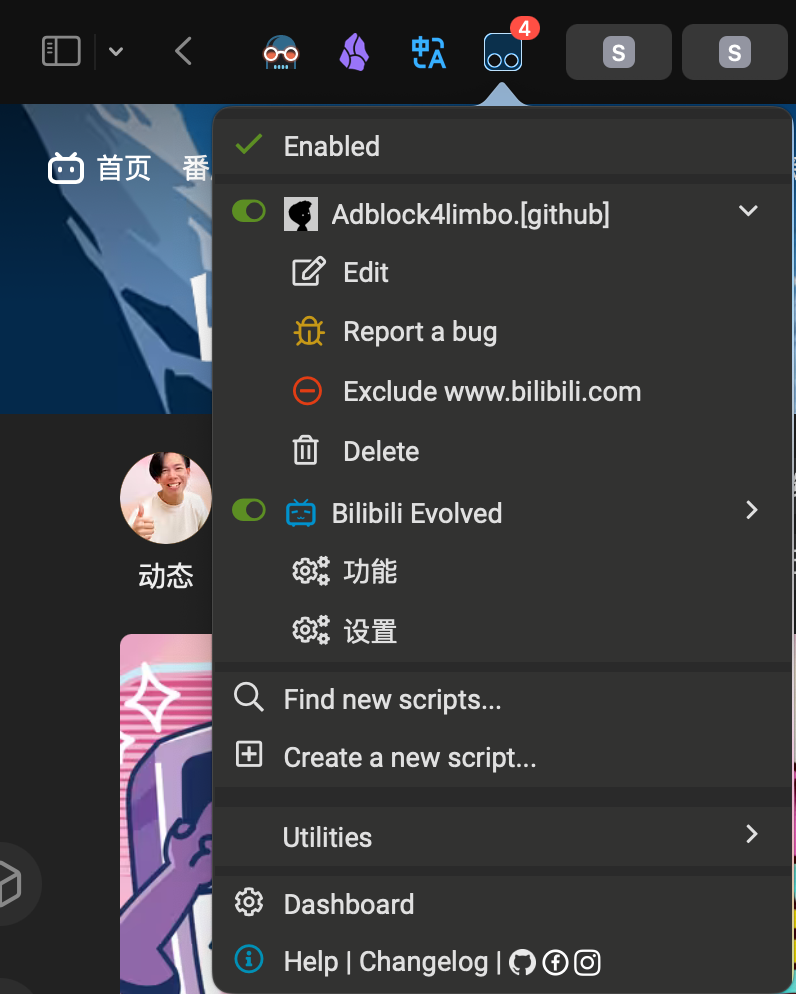 4
S
S
首页
番
Enabled
Adblock4limbo.[github]
Edit
Report a bug
Exclude www.bilibili.com
Delete
动态
Bilibili Evolved
功能
设置
Find new scripts...
Create a new script...
Utilities
Dashboard
Help | Changelog |